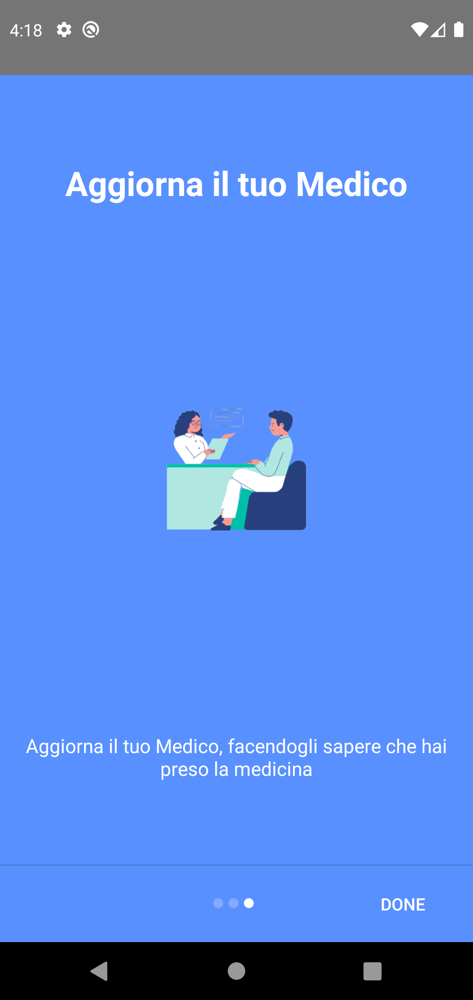 4:18
Aggiorna il tuo Medico
Aggiorna il tuo Medico, facendogli sapere che hai
preso la medicina
DONE